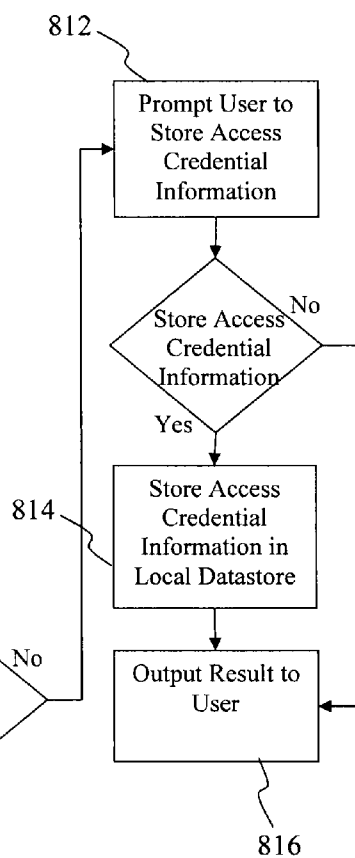 812
Prompt User to
Store Access
Credential
Information
No
Store Access
Credential
Information
Yes
814
Store Access
Credential
Information in
Local Datastore
No
Output Result to
User
816